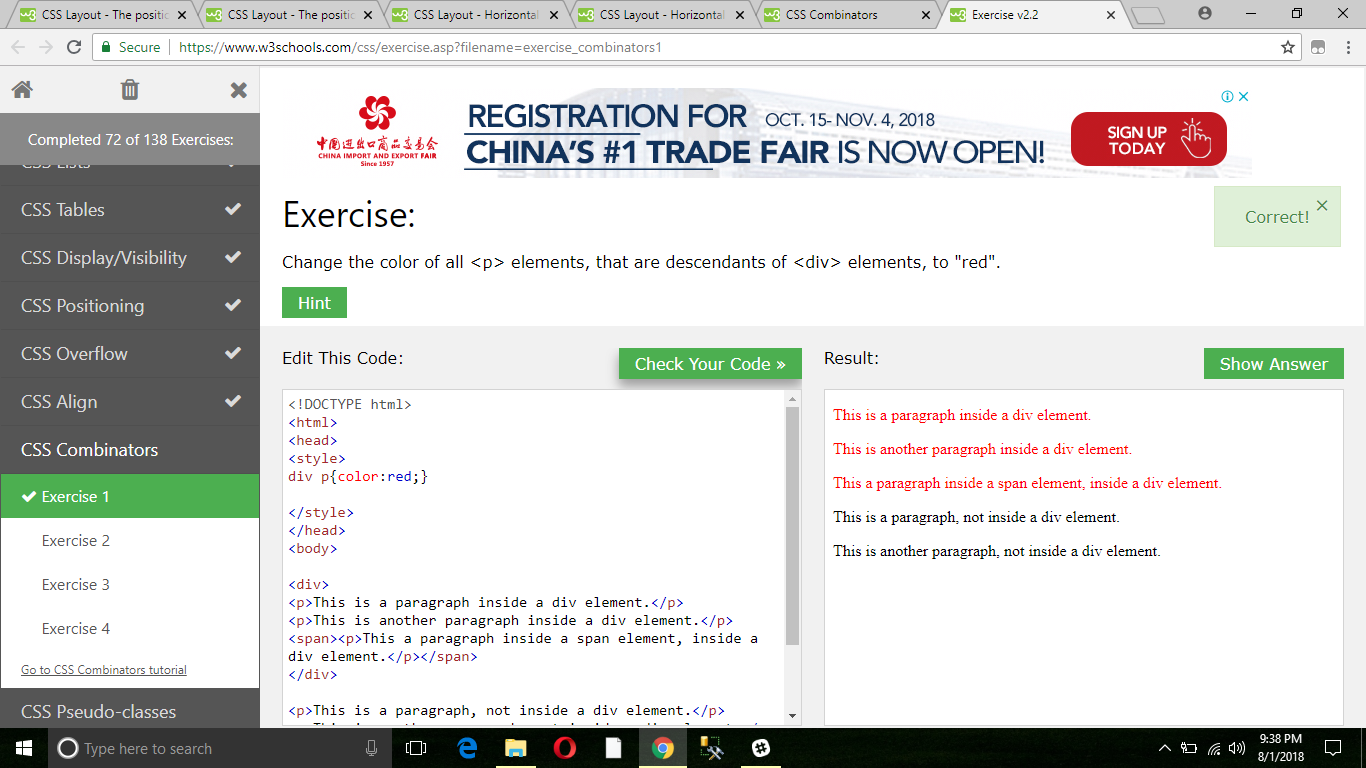 CSS Layout - The positio
CSS Layout - The positio
CSS Layout - Horizontal
CSS Layout - Horizontal
CSS Combinators
Exercise v2.2
Secure
https://www.w3schools.com/css/exercise.asp?filename=exercise_combinators1
Completed 72 of 138 Exercises:
CSS Lists
CSS Tables
CSS Display/Visibility
CSS Positioning
CSS Overflow
CSS Align
CSS Combinators
Exercise 1
Exercise 2
Exercise 3
Exercise 4
Go to CSS Combinators tutorial
CSS Pseudo-classes
中国进出口商品交易会
CHINA IMPORT AND EXPORT FAIR
Since 1957
REGISTRATION FOR OCT. 15- NOV. 4, 2018
CHINA'S #1 TRADE FAIR IS NOW OPEN!
SIGN UP
TODAY
Exercise:
Correct!
Change the color of all <p> elements, that are descendants of <div> elements, to "red".
Hint
Edit This Code:
Check Your Code »
<!DOCTYPE html>
<html>
<head>
<style>
div p{color:red;}
</style>
</head>
<body>
<div>
<p>This is a paragraph inside a div element.</p>
<p>This is another paragraph inside a div element.</p>
<span><p>This a paragraph inside a span element, inside a
div element.</p></span>
</div>
<p>This is a paragraph, not inside a div element.</p>
Result:
Show Answer
This is a paragraph inside a div element.
This is another paragraph inside a div element.
This a paragraph inside a span element, inside a div element.
This is a paragraph, not inside a div element.
This is another paragraph, not inside a div element.
Type here to search
9:38 PM
8/1/2018